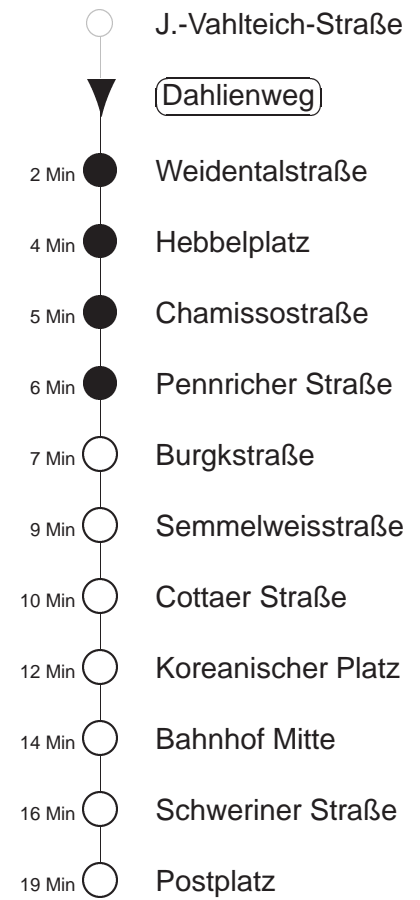 J.-Vahlteich-Straße
Dahlienweg
2 Min Weidentalstraße
4 Min Hebbelplatz
5 Min Chamissostraße
6 Min Pennricher Straße
7 Min Burgkstraße
9 Min Semmelweisstraße
10 Min Cottaer Straße
12 Min Koreanischer Platz
14 Min Bahnhof Mitte
16 Min Schweriner Straße
19 Min Postplatz